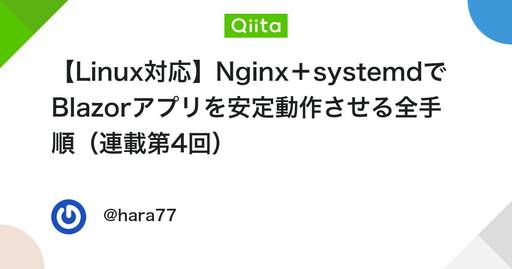 Qiita
【Linux対応】Nginx＋systemdで
Blazorアプリを安定動作させる全手
順（連載第4回）
@hara77